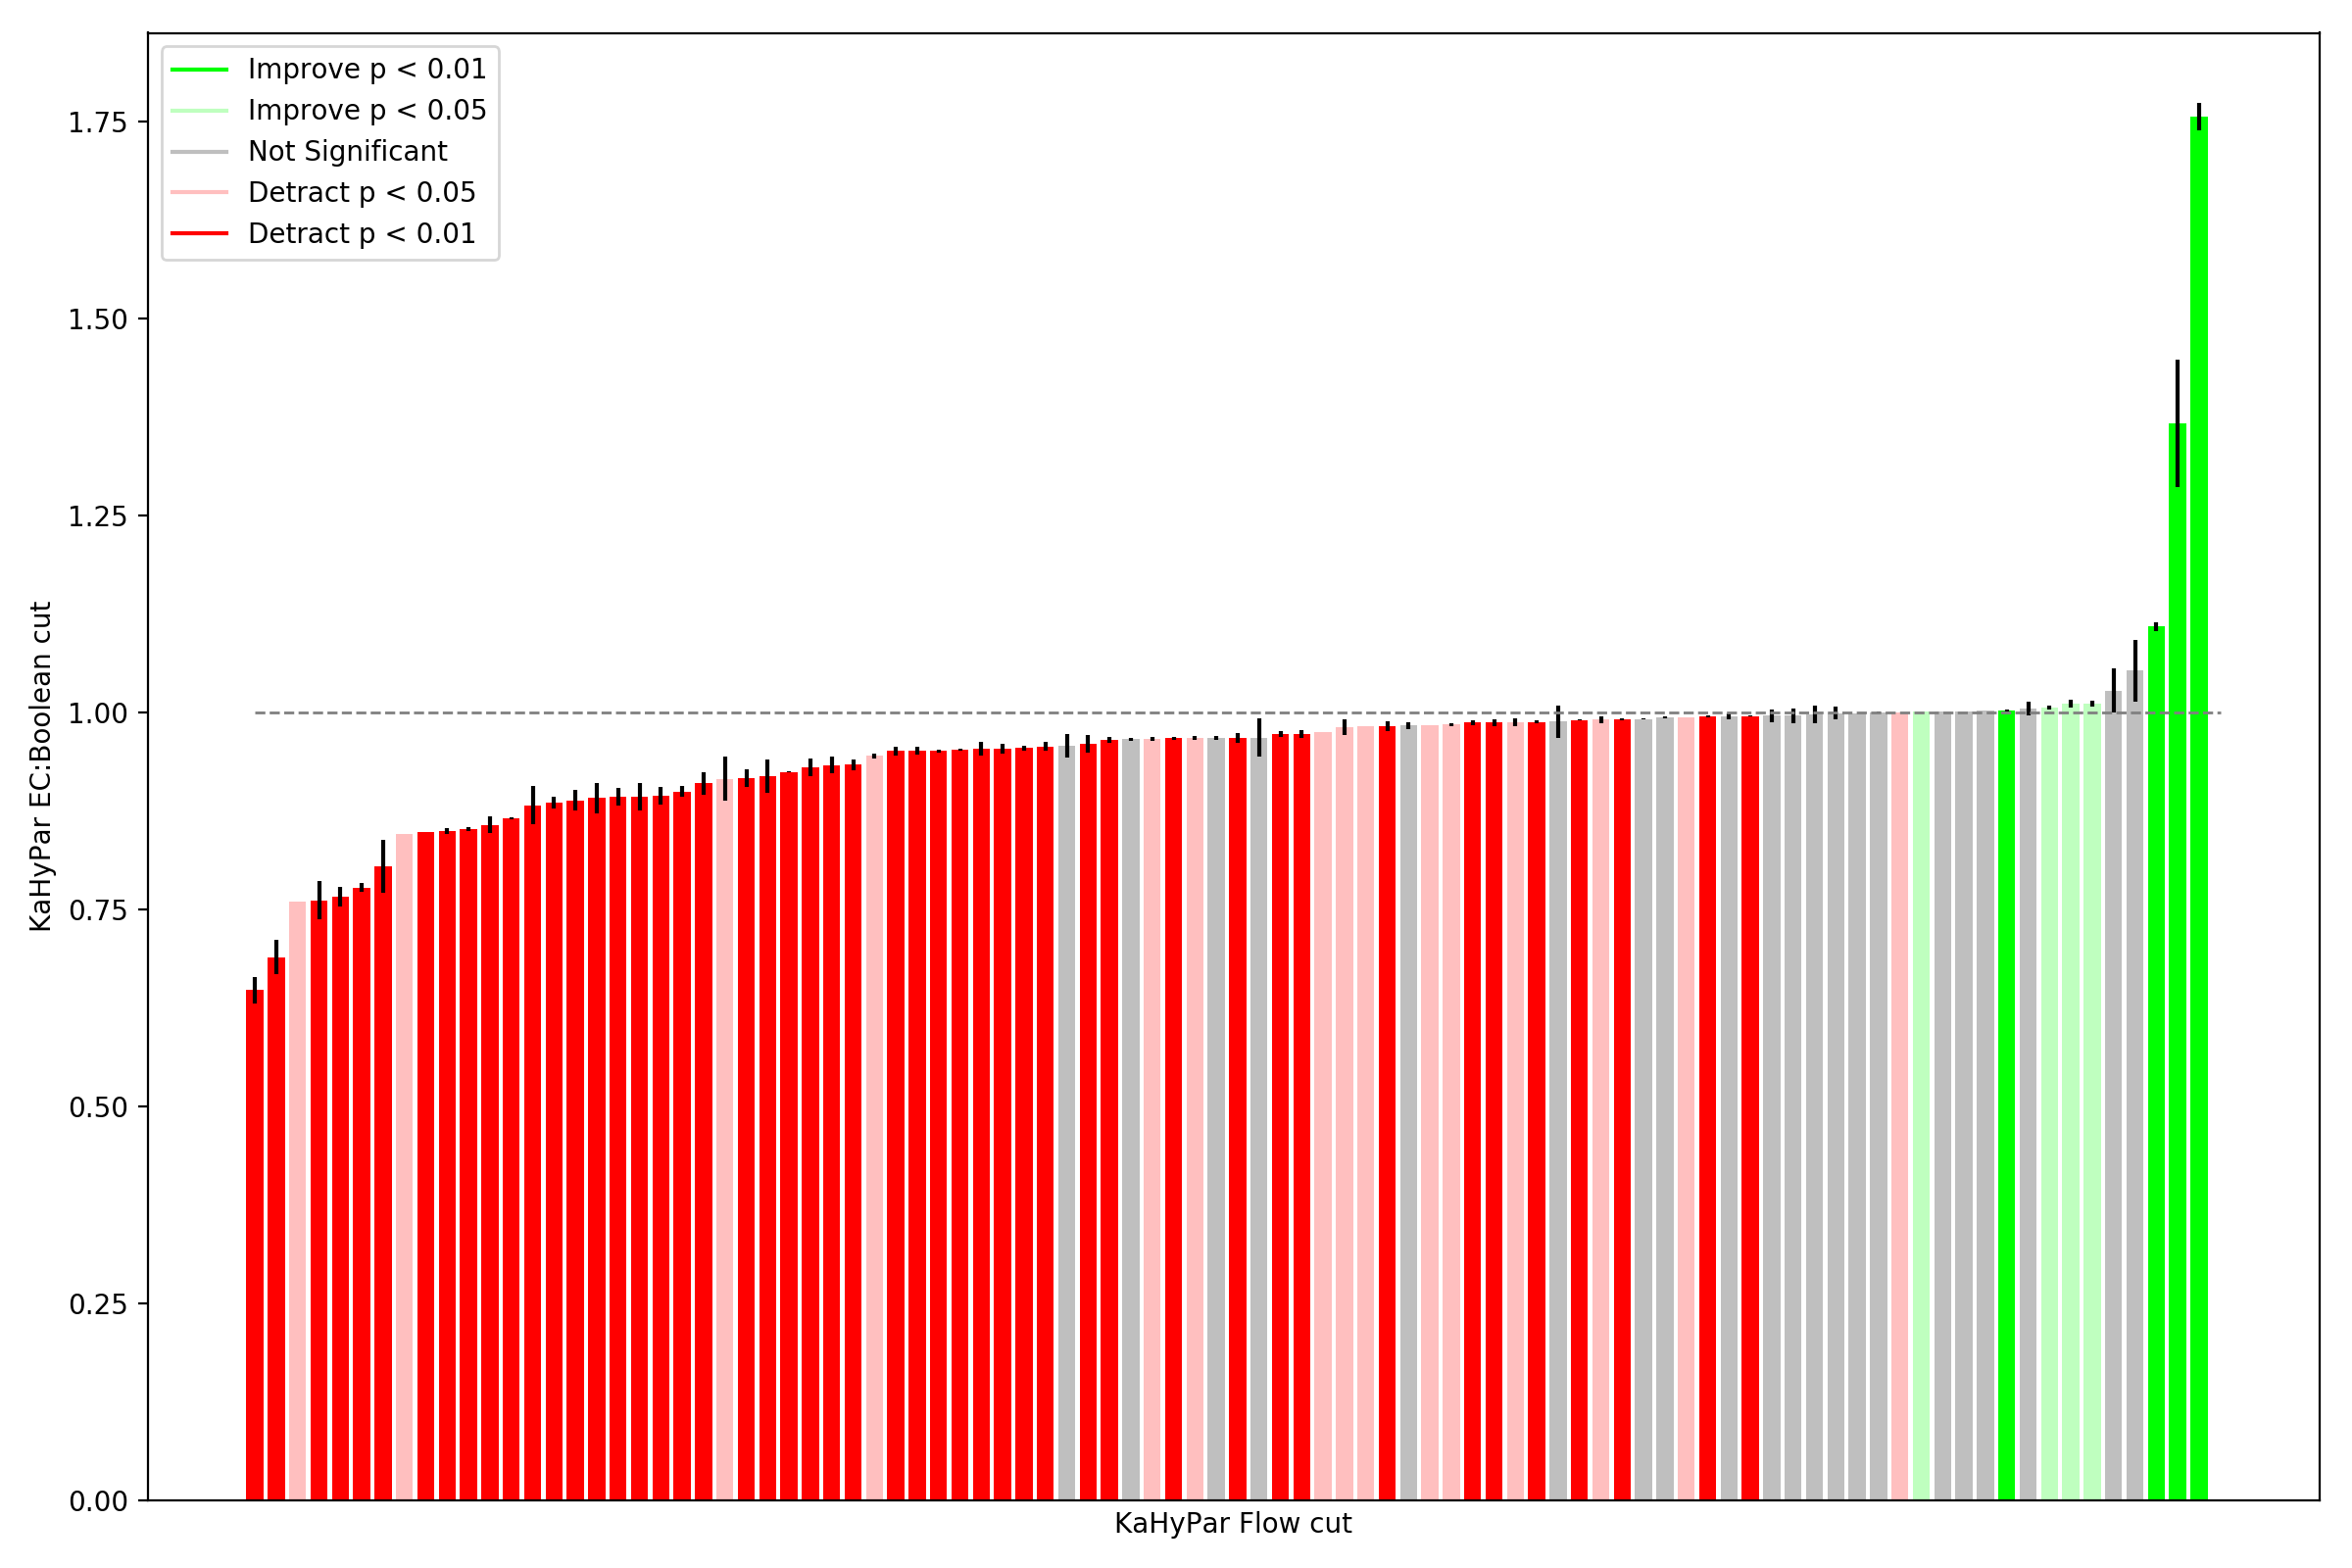 Improve p < 0.01
Improve p < 0.05
Not Significant
Detract p < 0.05
Detract p < 0.01
1.75
1.50
1.25
1.00
0.75
0.50
0.25
0.00
KaHyPar EC:Boolean cut
KaHyPar Flow cut